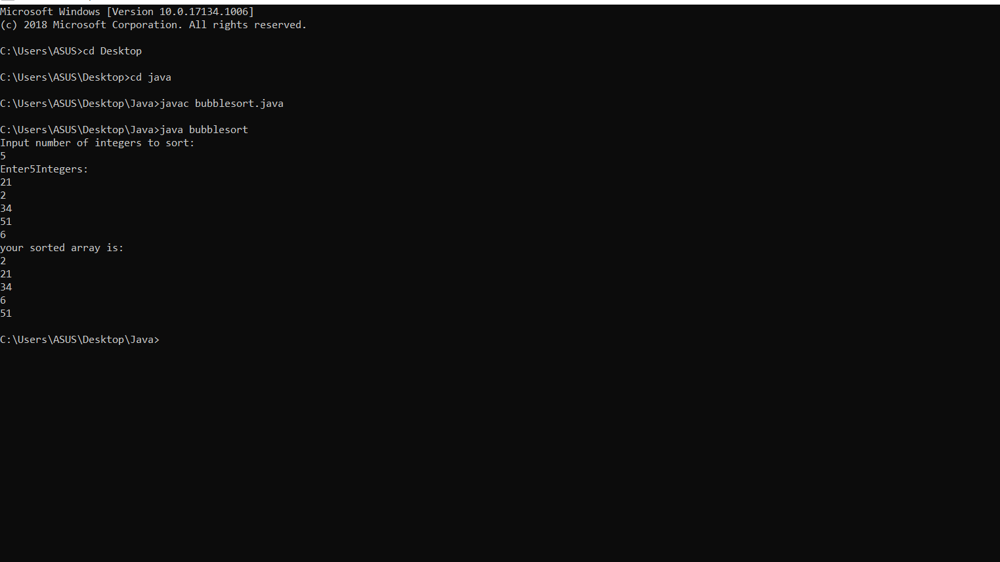 Microsoft Windows [Version 10.0.17134.1006]
(c) 2018 Microsoft Corporation. All rights reserved.
C:\Users\ASUS>cd Desktop
C:\Users\ASUS\Desktop>cd java
C:\Users\ASUS\Desktop\Java>javac bubblesort.java
C:\Users\ASUS\Desktop\Java>java bubblesort
Input number of integers to sort:
5
Enter5Integers:
21
2
34
51
6
your sorted array is:
2
21
34
6
51
C:\Users\ASUS\Desktop\Java>